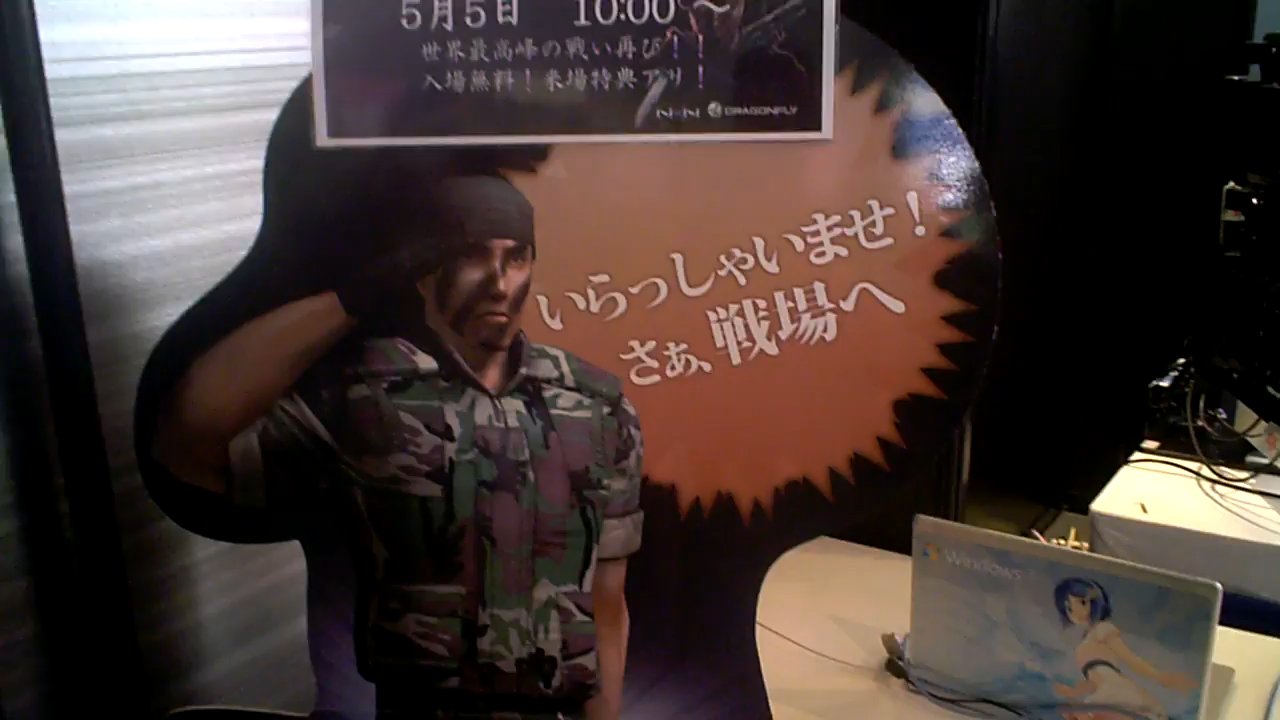 5月5日 10:00～
世界最高峰の戦い再び！！
入場無料！来場特典アリ！
DRAGONFLY
いらっしゃいませ！
さぁ、戦場へ
Windows